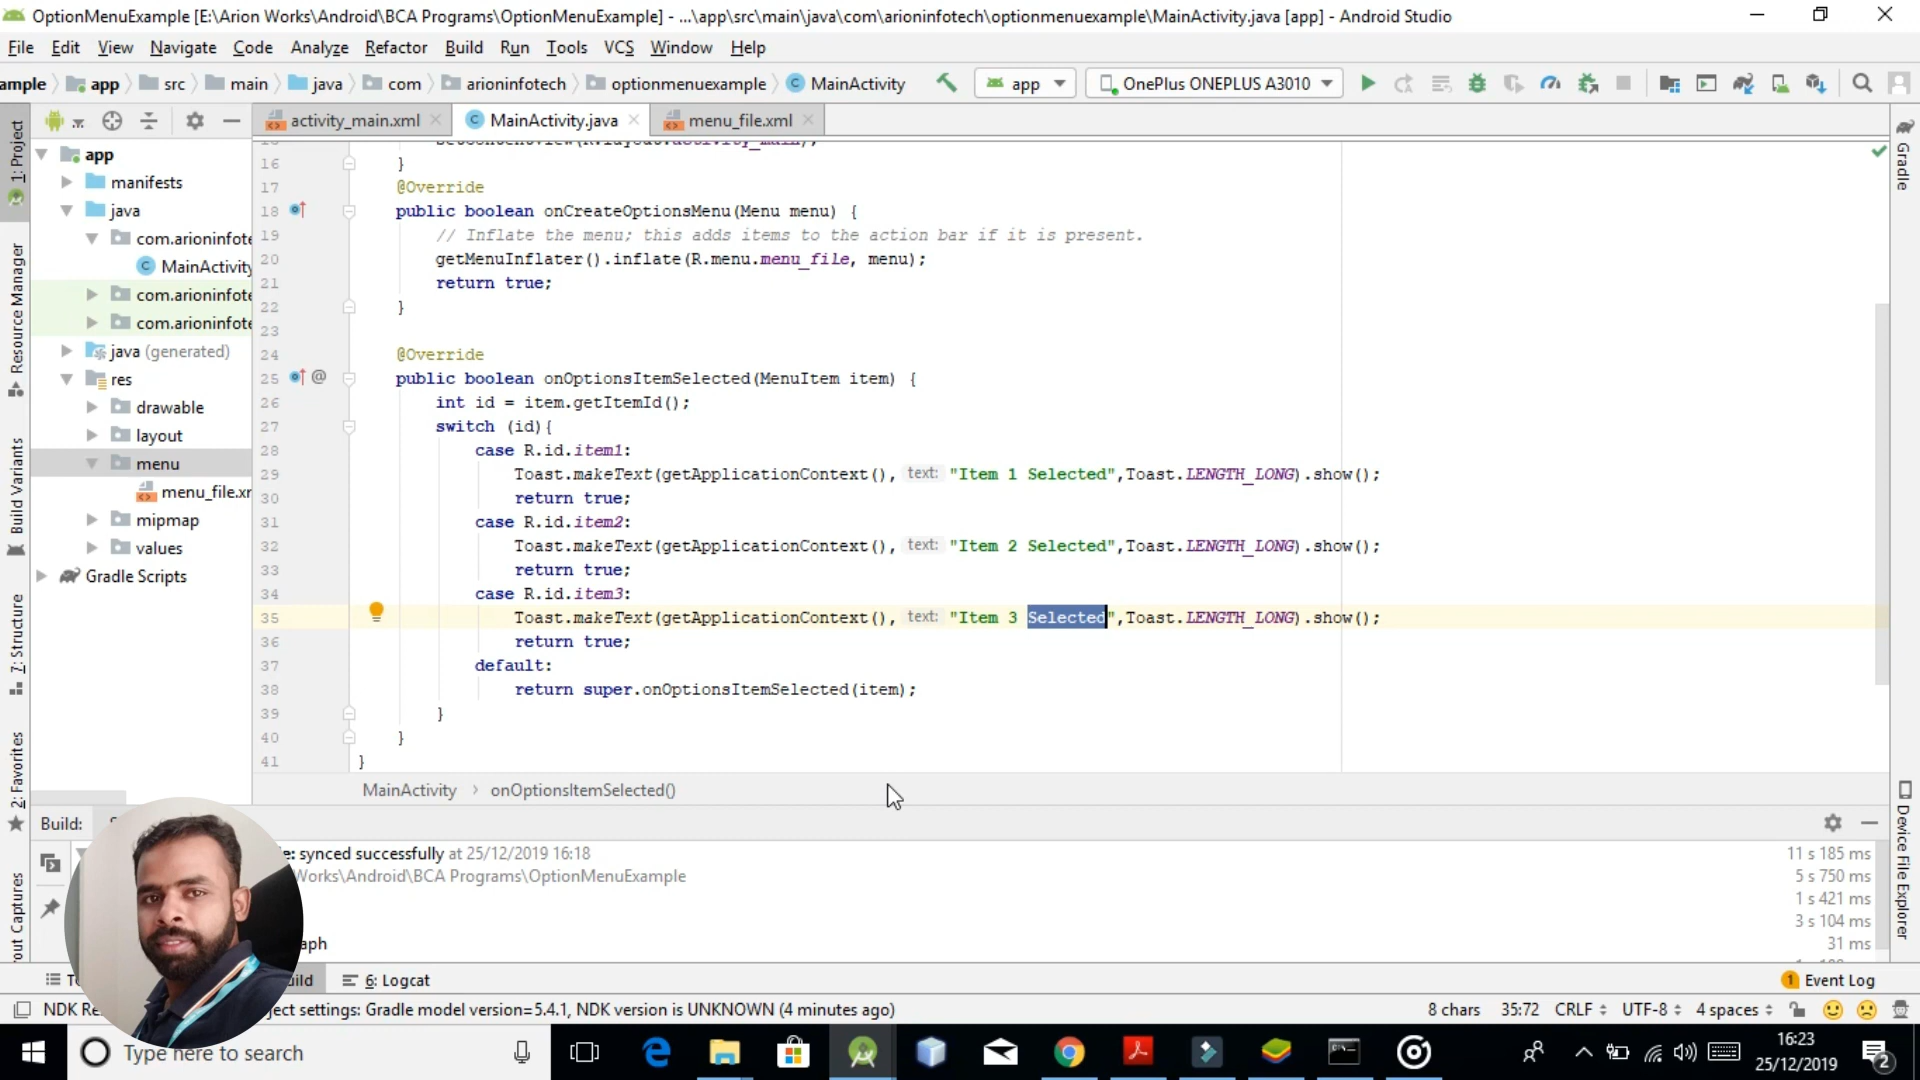 OptionMenuExample [E:\Arion Works\Android\BCA Programs\OptionMenuExample] - ...\app\src\main\java\com\arioninfotech\optionmenuexample\MainActivity.java [app] - Android Studio
File Edit View Navigate Code Analyze Refactor Build Run Tools VCS Window Help
ample app src main java com arioninfotech optionmenuexample MainActivity app OnePlus ONEPLUS A3010
activity_main.xml MainActivity.java menu_file.xml
1: Project
Resource Manager
Build Variants
7: Structure
2: Favorites
out Captures
app
manifests
java
com.arioninfote
MainActivity
com.arioninfote
com.arioninfote
java (generated)
res
drawable
layout
menu
menu_file.xr
mipmap
values
Gradle Scripts
setContentView(R.layout.activity_main);
16 }
17 @Override
18 public boolean onCreateOptionsMenu(Menu menu) {
19 // Inflate the menu; this adds items to the action bar if it is present.
20 getMenuInflater().inflate(R.menu.menu_file, menu);
21 return true;
22 }
23
24 @Override
25 @ public boolean onOptionsItemSelected(MenuItem item) {
26 int id = item.getItemId();
27 switch (id){
28 case R.id.item1:
29 Toast.makeText(getApplicationContext(), text: "Item 1 Selected",Toast.LENGTH_LONG).show();
30 return true;
31 case R.id.item2:
32 Toast.makeText(getApplicationContext(), text: "Item 2 Selected",Toast.LENGTH_LONG).show();
33 return true;
34 case R.id.item3:
35 Toast.makeText(getApplicationContext(), text: "Item 3 Selected",Toast.LENGTH_LONG).show();
36 return true;
37 default:
38 return super.onOptionsItemSelected(item);
39 }
40 }
41 }
MainActivity › onOptionsItemSelected()
Gradle
Device File Explorer
Build:
e: synced successfully at 25/12/2019 16:18 11 s 185 ms
Works\Android\BCA Programs\OptionMenuExample 5 s 750 ms
1 s 421 ms
3 s 104 ms
aph 31 ms
uild 6: Logcat 1 Event Log
NDK Re ject settings: Gradle model version=5.4.1, NDK version is UNKNOWN (4 minutes ago) 8 chars 35:72 CRLF UTF-8 4 spaces
Type here to search 16:23
25/12/2019 2